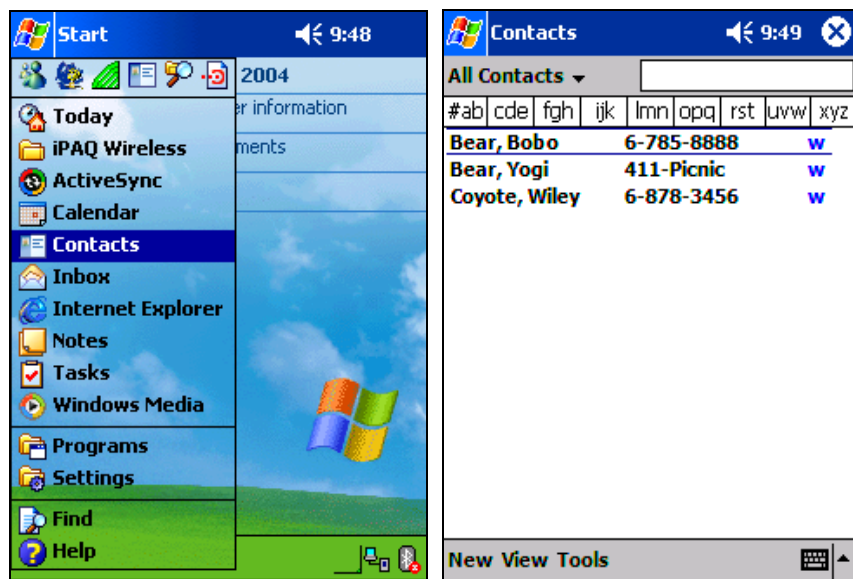 Start 9:48
2004
er information
Today
ments
iPAQ Wireless
ActiveSync
Calendar
Contacts
Inbox
Internet Explorer
Notes
Tasks
Windows Media
Programs
Settings
Find
Help
Contacts 9:49
All Contacts
#ab cde fgh ijk lmn opq rst uvw xyz
Bear, Bobo 6-785-8888 w
Bear, Yogi 411-Picnic w
Coyote, Wiley 6-878-3456 w
New View Tools